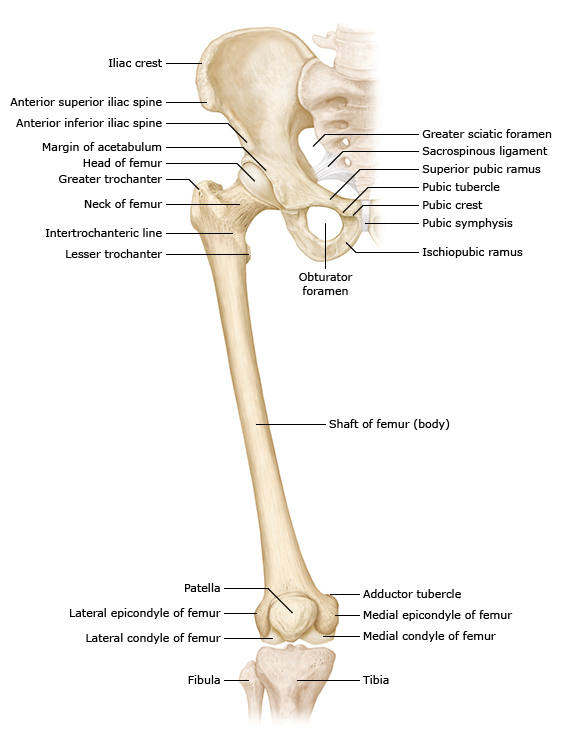 Iliac crest
Anterior superior iliac spine
Anterior inferior iliac spine
Margin of acetabulum
Head of femur
Greater trochanter
Neck of femur
Intertrochanteric line
Lesser trochanter
Greater sciatic foramen
Sacrospinous ligament
Superior pubic ramus
Pubic tubercle
Pubic crest
Pubic symphysis
Ischiopubic ramus
Obturator
foramen
Shaft of femur (body)
Patella
Lateral epicondyle of femur
Lateral condyle of femur
Fibula
Adductor tubercle
Medial epicondyle of femur
Medial condyle of femur
Tibia